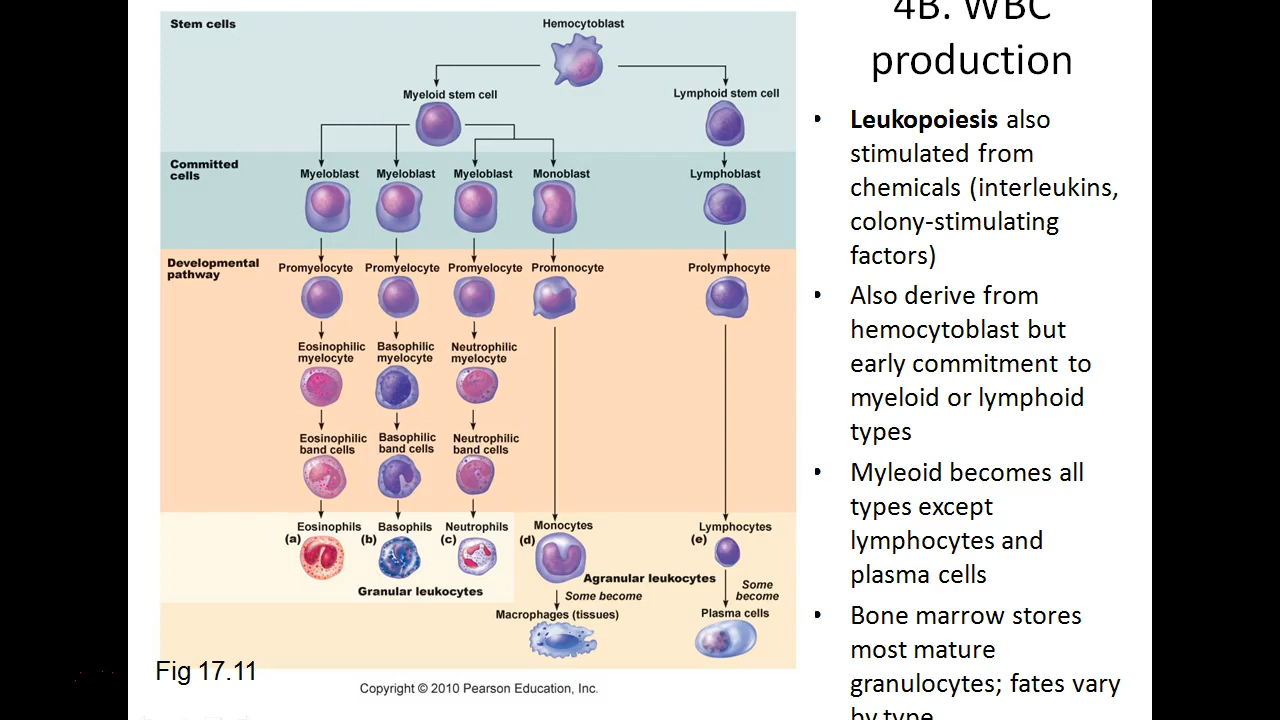 Stem cells
Hemocytoblast
Myeloid stem cell
Lymphoid stem cell
Committed
cells
Myeloblast
Myeloblast
Myeloblast
Monoblast
Lymphoblast
Developmental
pathway
Promyelocyte
Promyelocyte
Promyelocyte
Promonocyte
Prolymphocyte
Eosinophilic
myelocyte
Basophilic
myelocyte
Neutrophilic
myelocyte
Eosinophilic
band cells
Basophilic
band cells
Neutrophilic
band cells
Eosinophils
(a)
Basophils
(b)
Neutrophils
(c)
Monocytes
(d)
Lymphocytes
(e)
Granular leukocytes
Agranular leukocytes
Some become
Some
become
Macrophages (tissues)
Plasma cells
Fig 17.11
Copyright © 2010 Pearson Education, Inc.
4B. WBC
production
• Leukopoiesis also
stimulated from
chemicals (interleukins,
colony-stimulating
factors)
• Also derive from
hemocytoblast but
early commitment to
myeloid or lymphoid
types
• Myleoid becomes all
types except
lymphocytes and
plasma cells
• Bone marrow stores
most mature
granulocytes; fates vary
by type